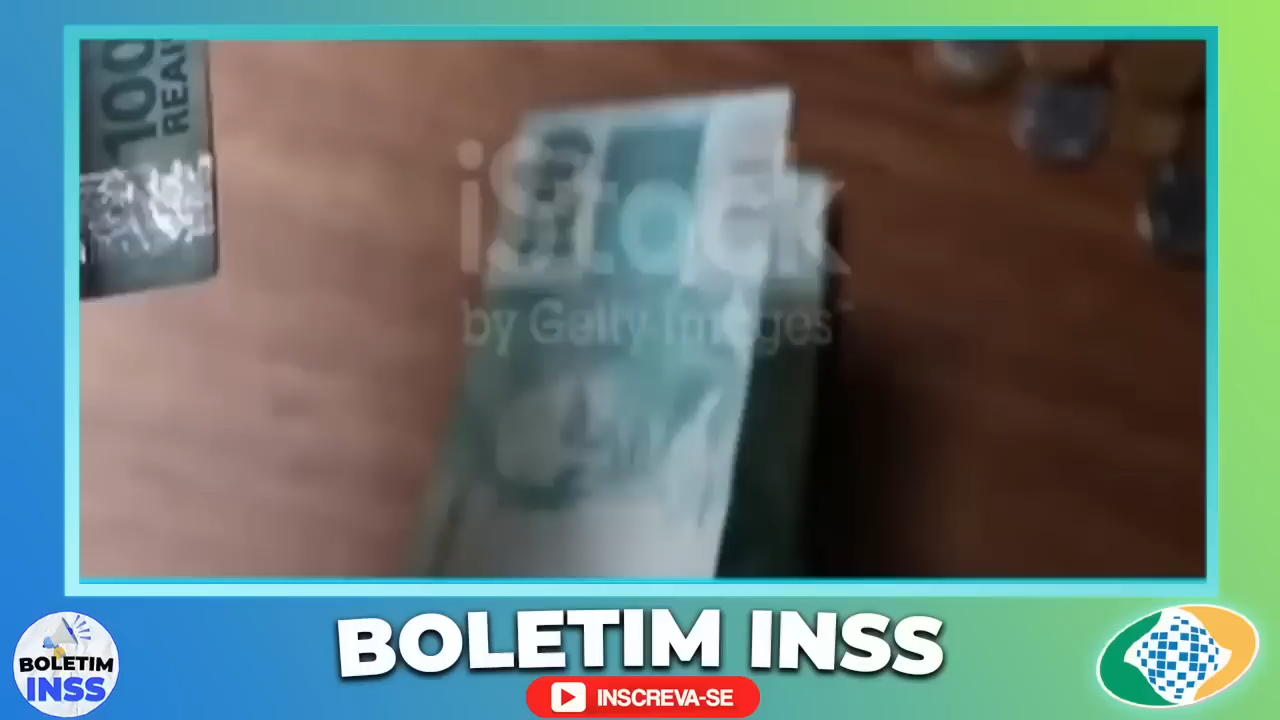 100
REAIS
iStock
by Getty Images
BOLETIM INSS
INSCREVA-SE
BOLETIM
INSS